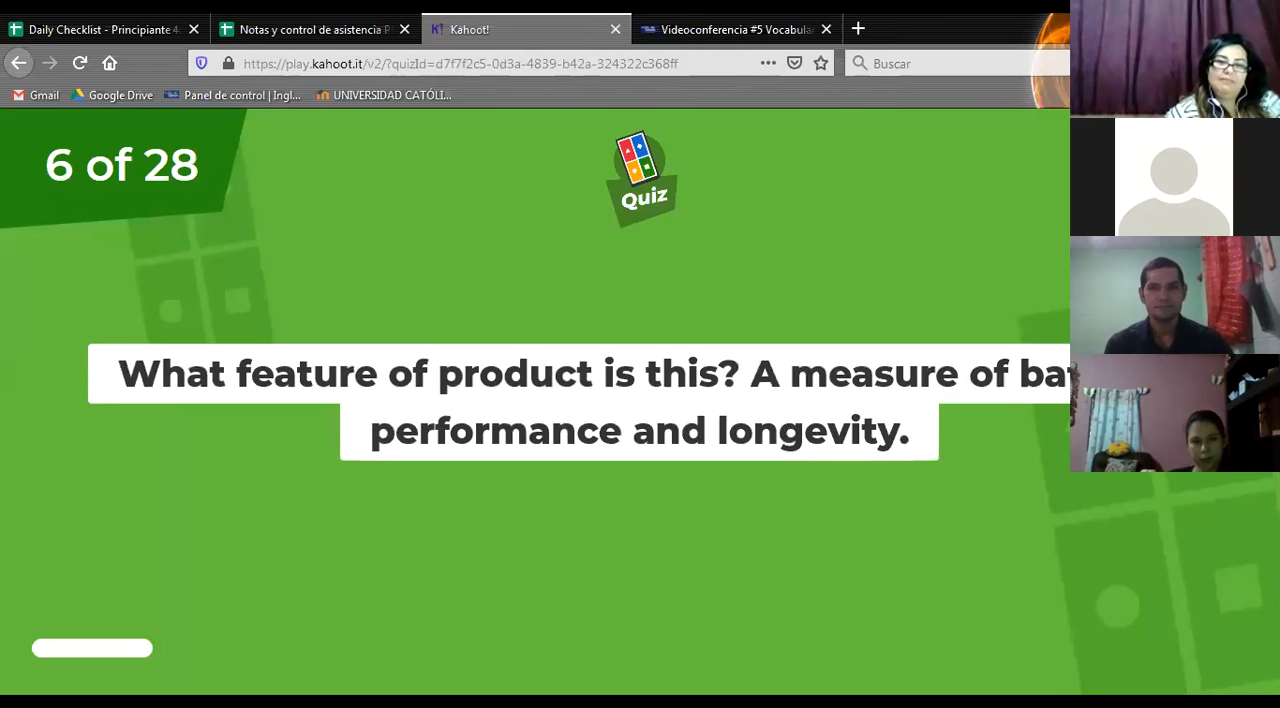 Daily Checklist - Principiante 4
Notas y control de asistencia P
K! Kahoot!
Videoconferencia #5 Vocabula
https://play.kahoot.it/v2/?quizId=d7f7f2c5-0d3a-4839-b42a-324322c368ff
Buscar
Gmail
Google Drive
Panel de control | Ingl...
UNIVERSIDAD CATÓLI...
6 of 28
Quiz
What feature of product is this? A measure of
performance and longevity.